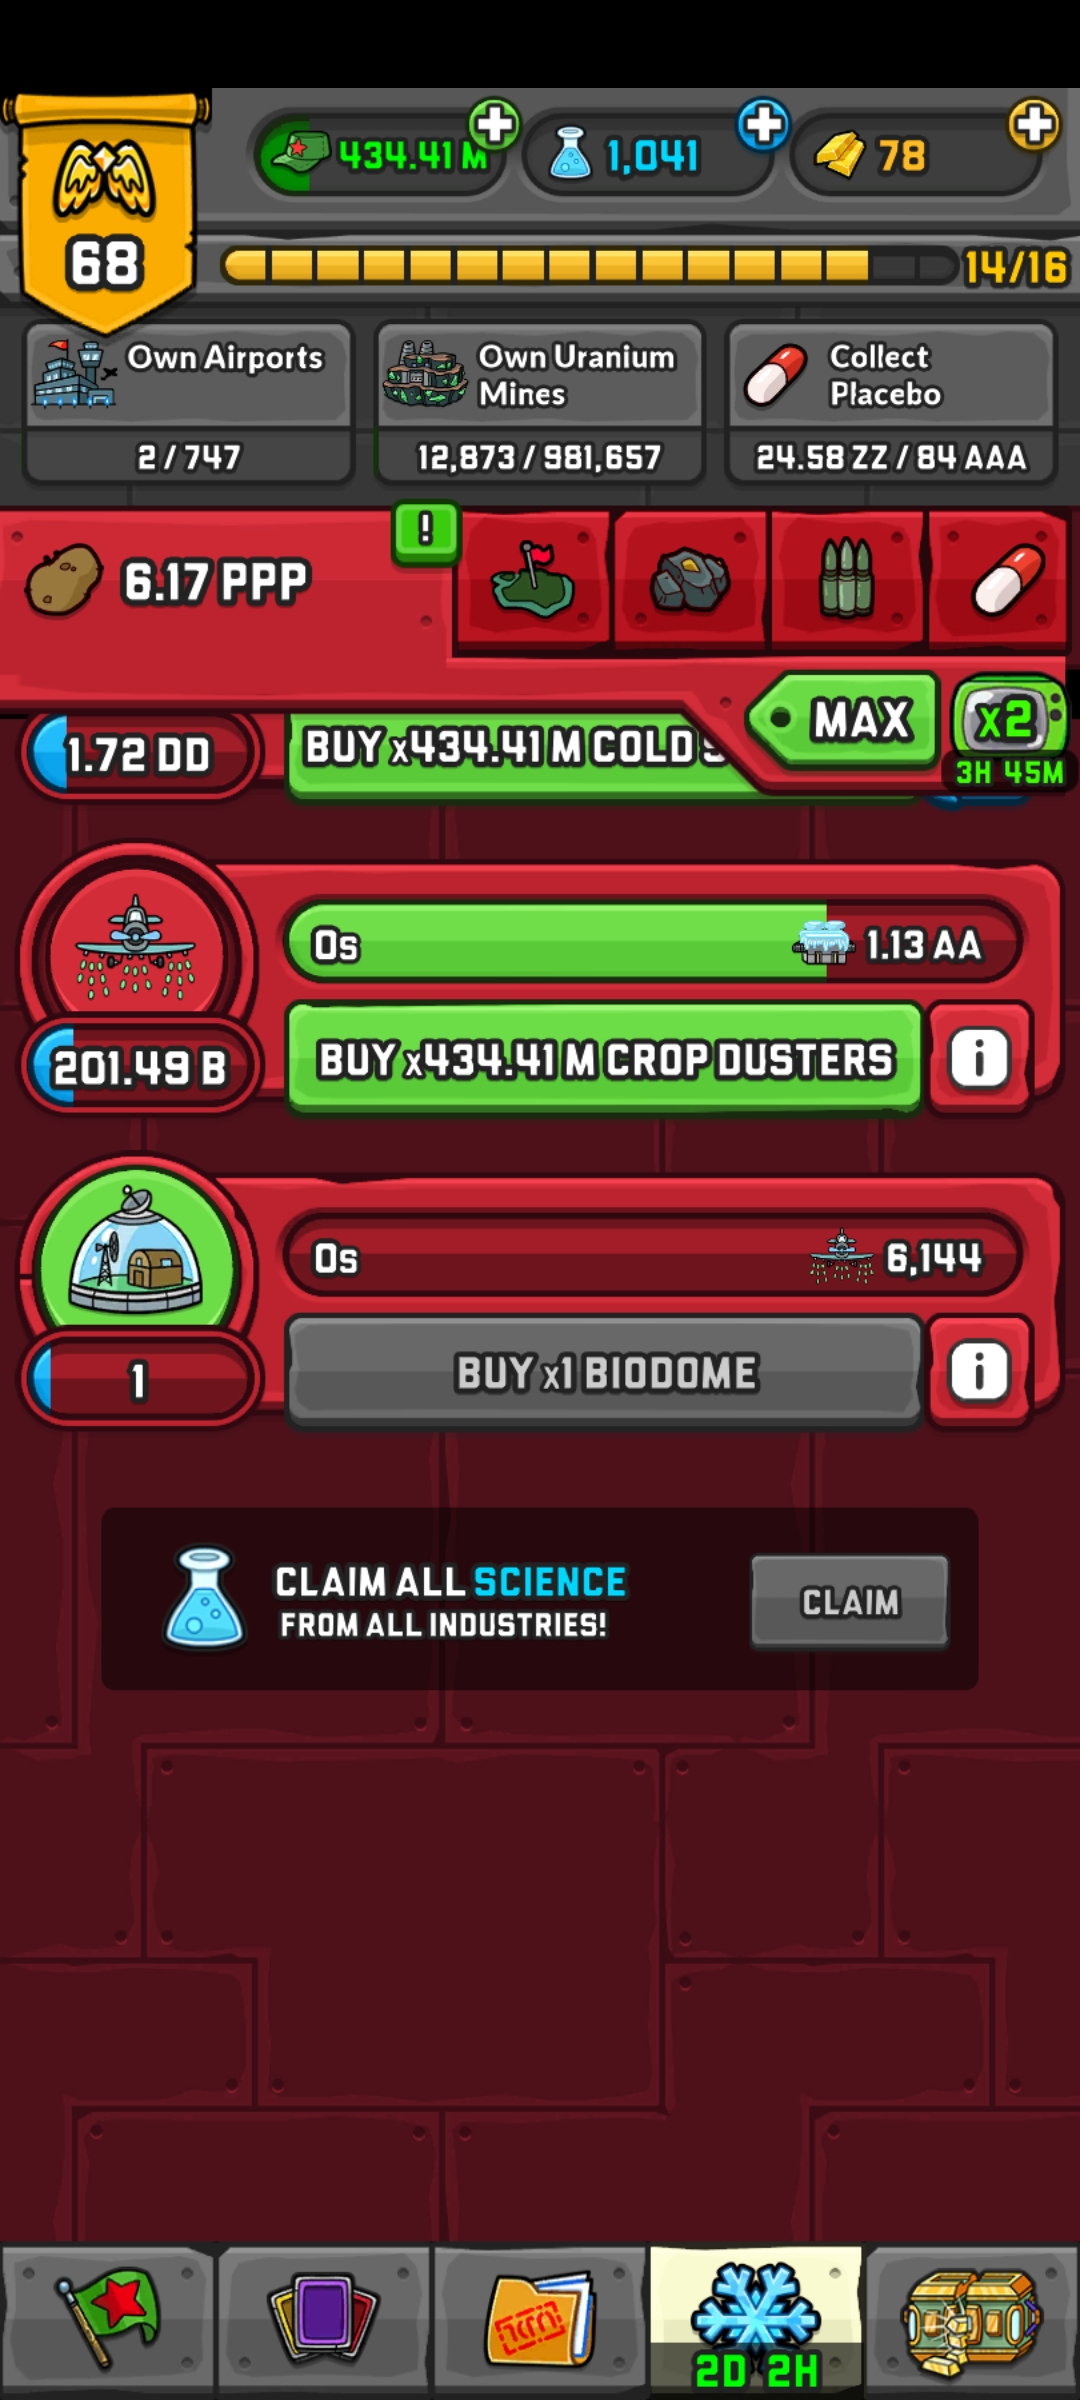 434.41 M
1,041
78
68
14/16
Own Airports
2 / 747
Own Uranium
Mines
12,873 / 981,657
Collect
Placebo
24.58 ZZ / 84 AAA
6.17 PPP
!
MAX
x2
3H 45M
1.72 DD
BUY x434.41 M COLD
0s
1.13 AA
201.49 B
BUY x434.41 M CROP DUSTERS
i
0s
6,144
1
BUY x1 BIODOME
i
CLAIM ALL SCIENCE
FROM ALL INDUSTRIES!
CLAIM
2D 2H